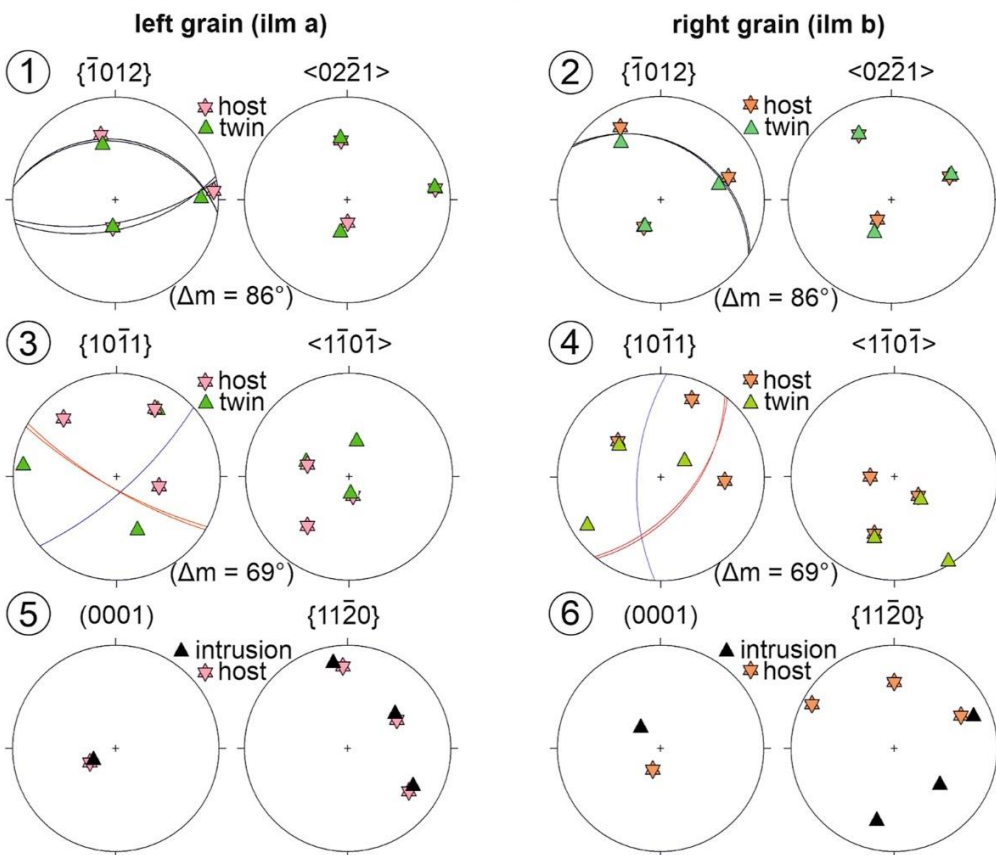 left grain (ilm a)
right grain (ilm b)
1
{1̄012}
<022̄1>
host
twin
(Δm = 86°)
2
{1̄012}
<022̄1>
host
twin
(Δm = 86°)
3
{101̄1}
<11̄01̄>
host
twin
(Δm = 69°)
4
{101̄1}
<11̄01̄>
host
twin
(Δm = 69°)
5
(0001)
{112̄0}
intrusion
host
6
(0001)
{112̄0}
intrusion
host